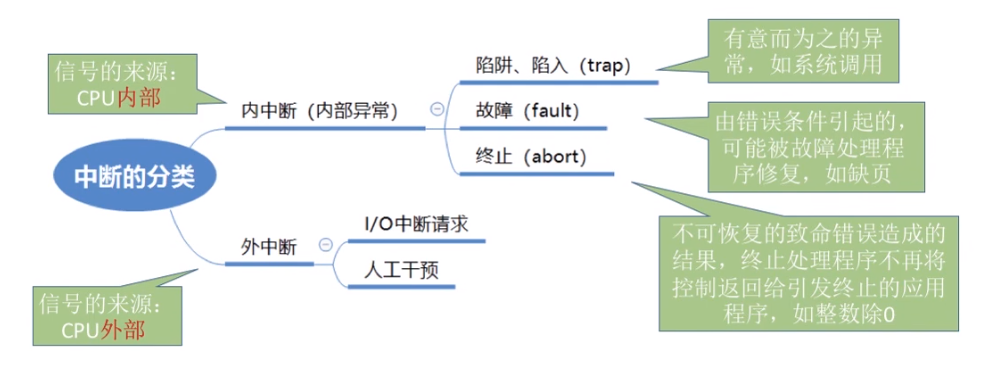 信号的来源:
CPU内部
有意而为之的异
常，如系统调用
陷阱、陷入（trap）
内中断（内部异常）
故障（fault）
由错误条件引起的，
可能被故障处理程
序修复，如缺页
终止（abort）
中断的分类
I/O中断请求
外中断
人工干预
不可恢复的致命错误造成的
结果，终止处理程序不再将
控制返回给引发终止的应用
程序，如整数除0
信号的来源:
CPU外部